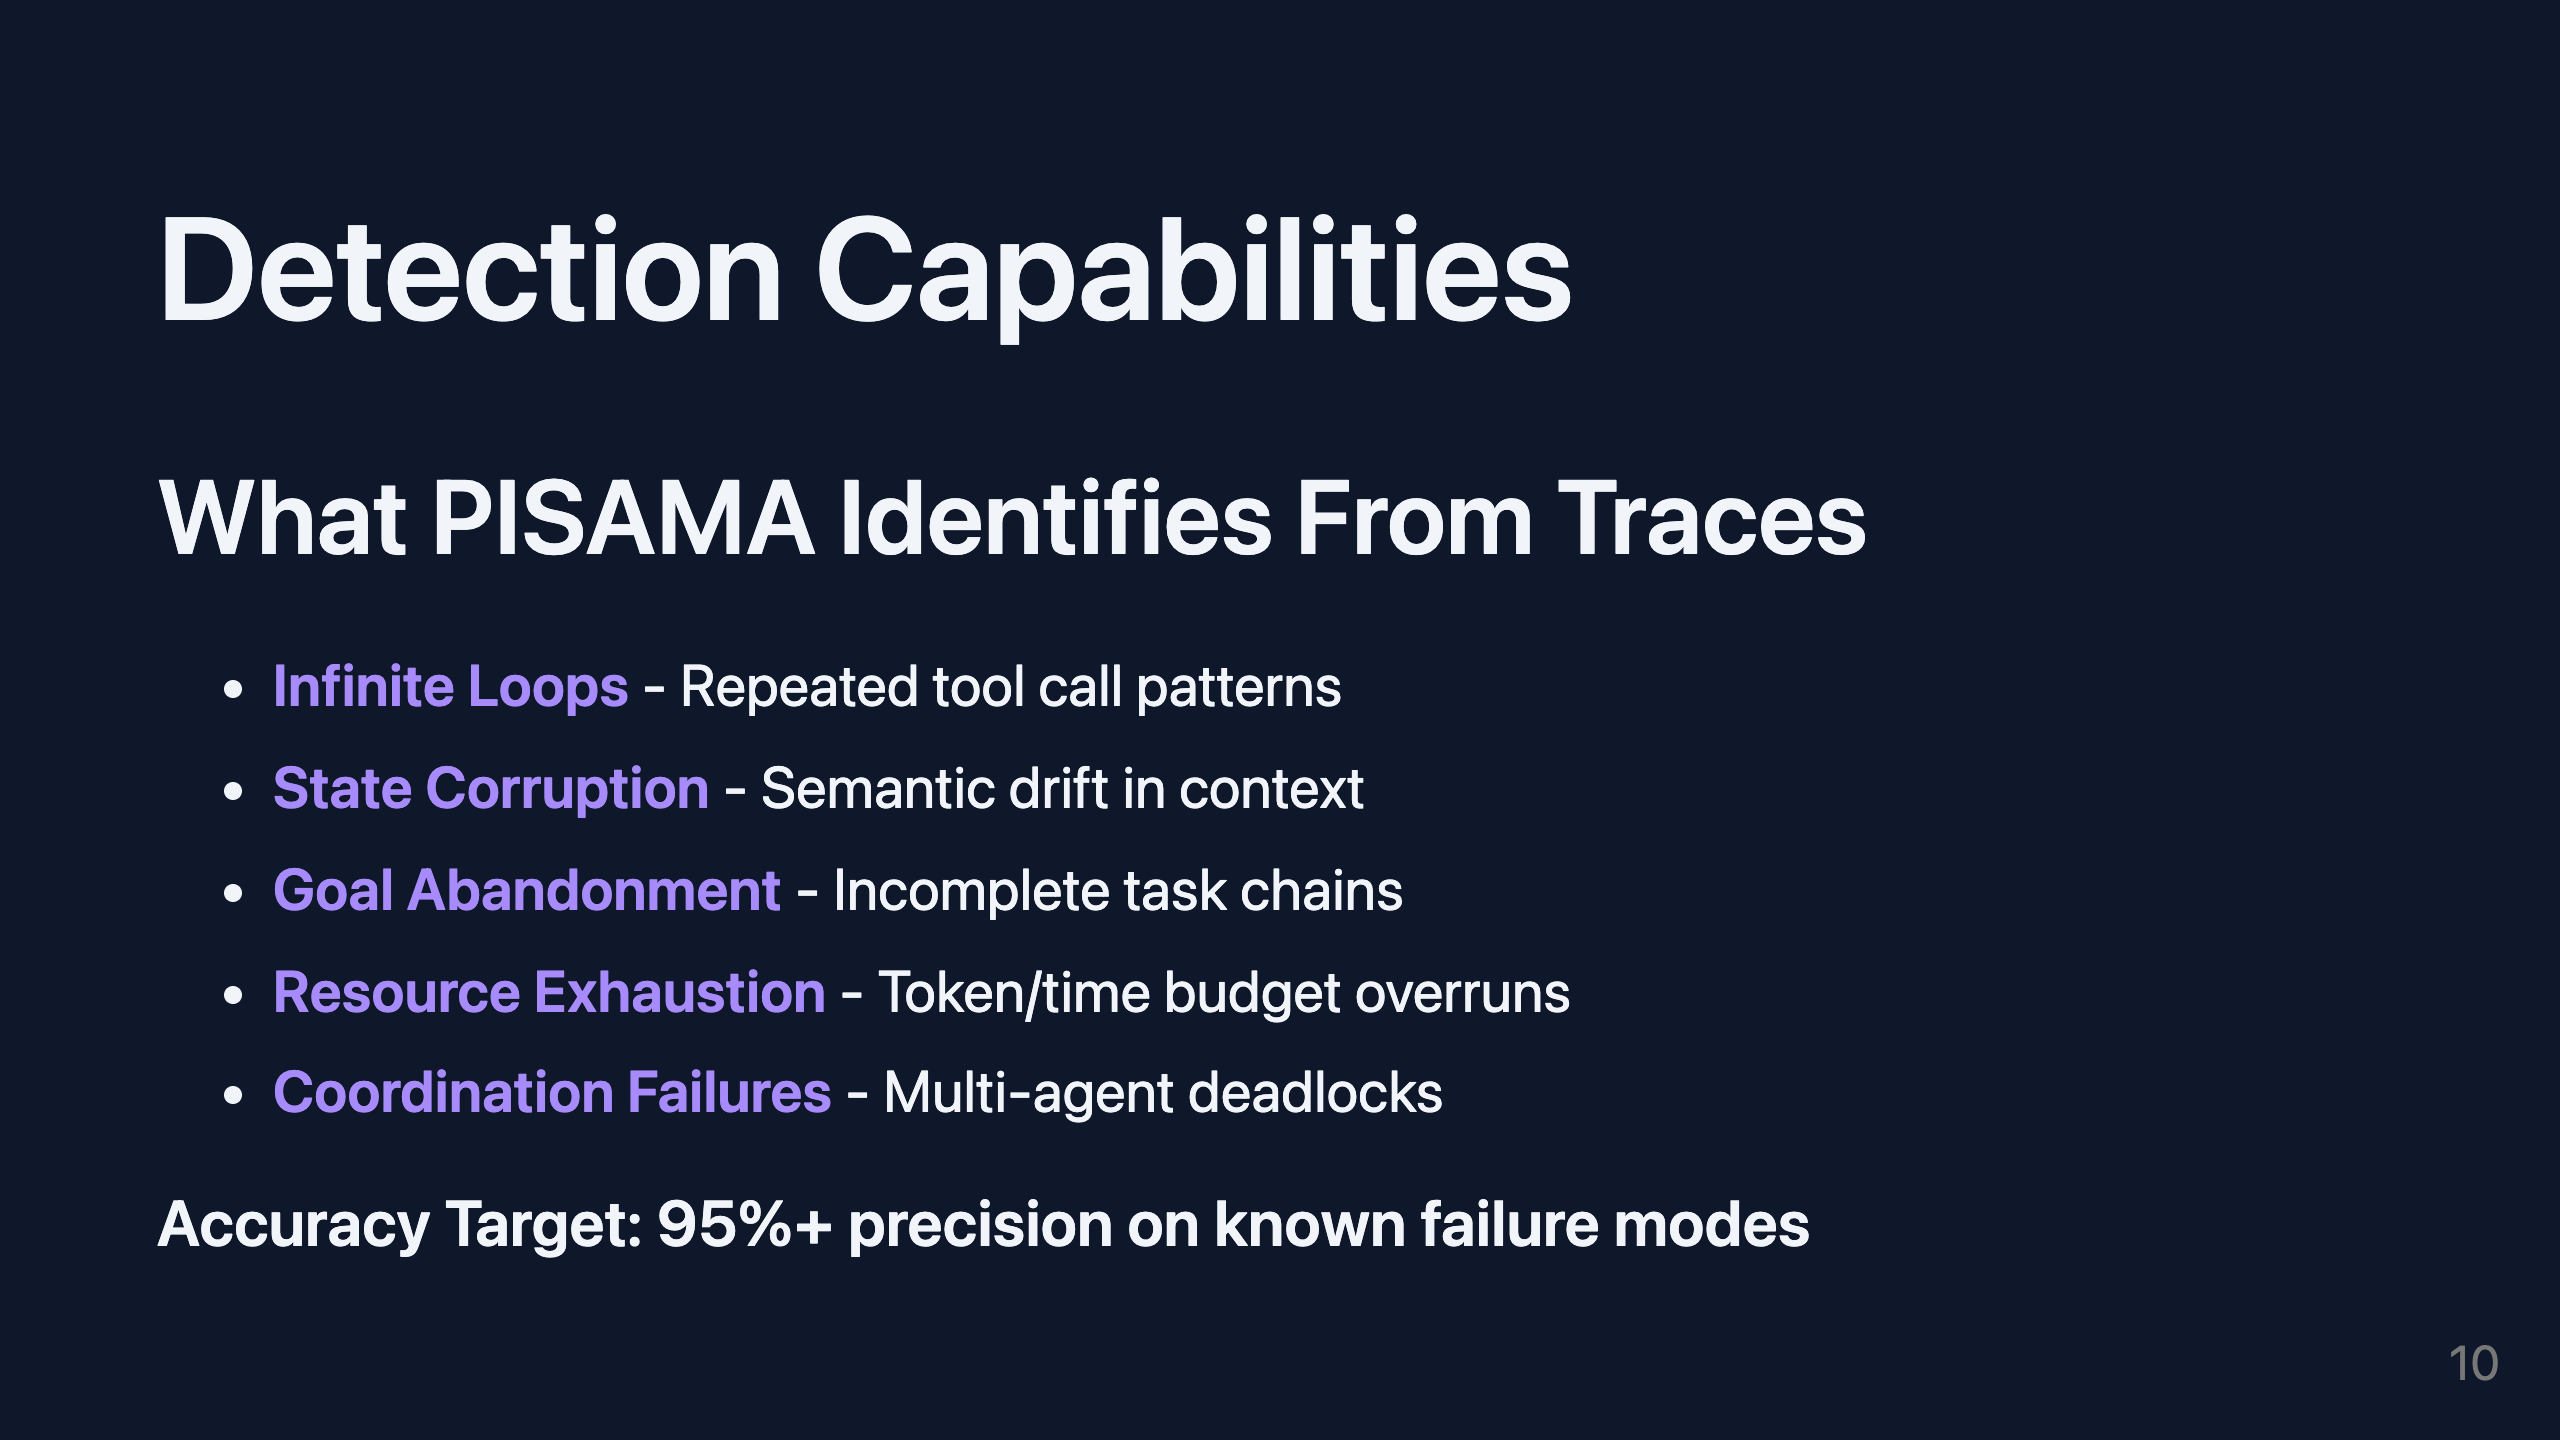 Detection Capabilities
What PISAMA Identifies From Traces
• Infinite Loops - Repeated tool call patterns
• State Corruption - Semantic drift in context
• Goal Abandonment - Incomplete task chains
• Resource Exhaustion - Token/time budget overruns
• Coordination Failures - Multi-agent deadlocks
Accuracy Target: 95%+ precision on known failure modes
10